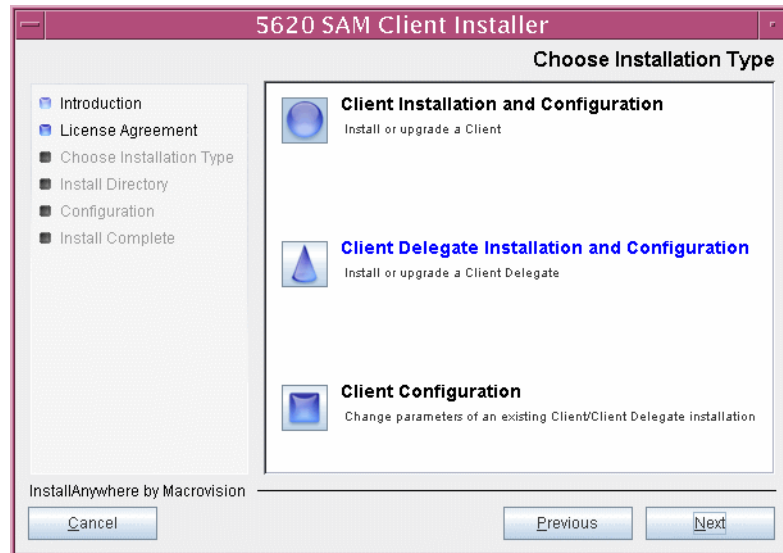 5620 SAM Client Installer
Choose Installation Type
Introduction
License Agreement
Choose Installation Type
Install Directory
Configuration
Install Complete
Client Installation and Configuration
Install or upgrade a Client
Client Delegate Installation and Configuration
Install or upgrade a Client Delegate
Client Configuration
Change parameters of an existing Client/Client Delegate installation
InstallAnywhere by Macrovision
Cancel
Previous
Next